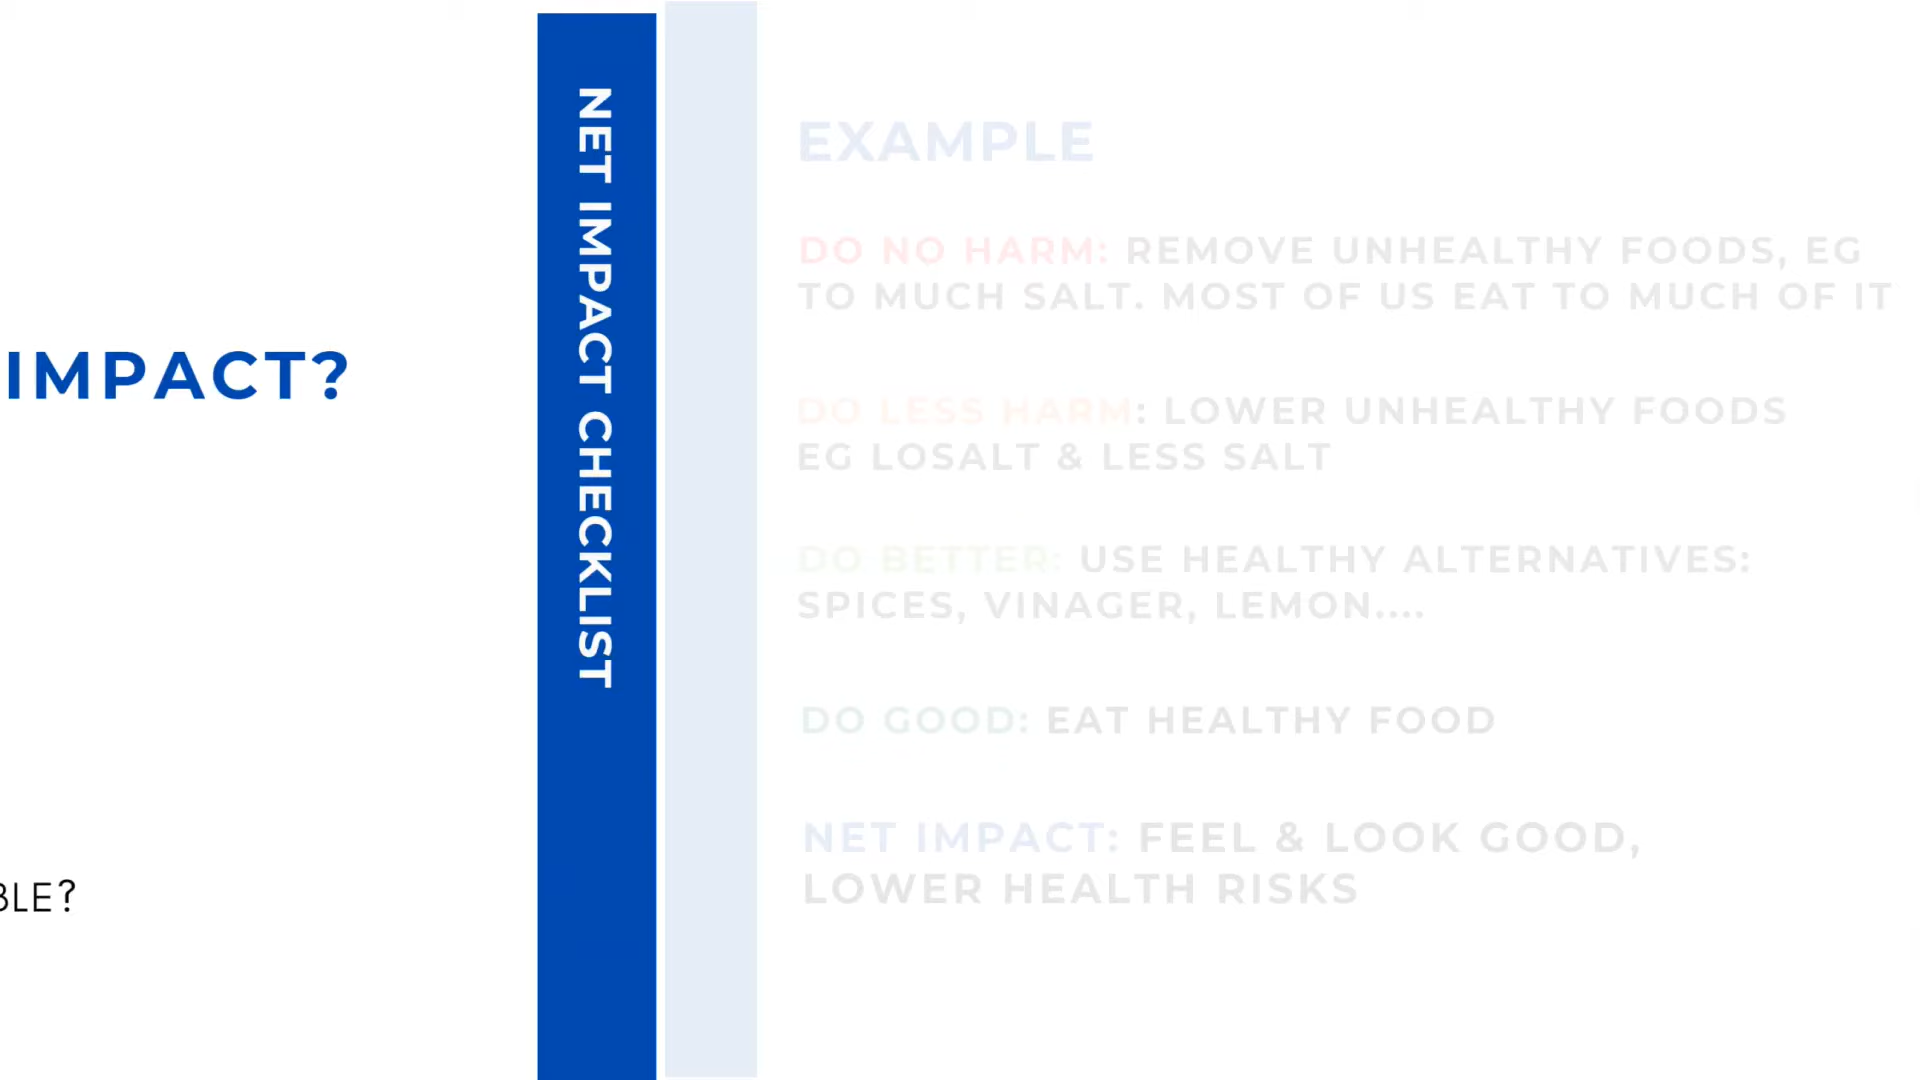 IMPACT?
BLE?
NET IMPACT CHECKLIST
EXAMPLE
DO NO HARM: REMOVE UNHEALTHY FOODS, EG
TO MUCH SALT. MOST OF US EAT TO MUCH OF IT
DO LESS HARM: LOWER UNHEALTHY FOODS
EG LOSALT & LESS SALT
DO BETTER: USE HEALTHY ALTERNATIVES:
SPICES, VINAGER, LEMON....
DO GOOD: EAT HEALTHY FOOD
NET IMPACT: FEEL & LOOK GOOD,
LOWER HEALTH RISKS